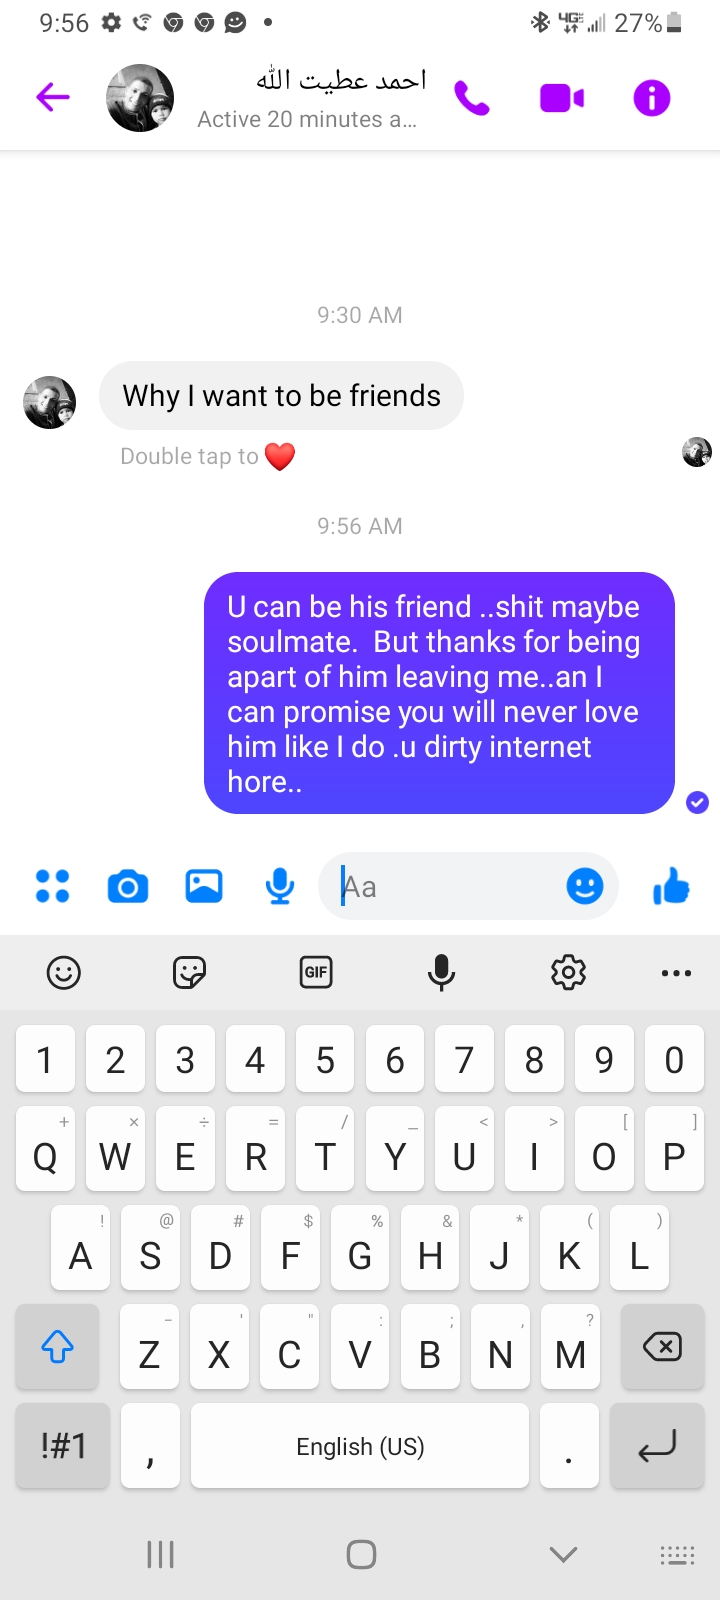 9:56 27%
احمد عطيت الله
Active 20 minutes a...
9:30 AM
Why I want to be friends
Double tap to ❤️
9:56 AM
U can be his friend ..shit maybe
soulmate.  But thanks for being
apart of him leaving me..an I
can promise you will never love
him like I do .u dirty internet
hore..
Aa
GIF
1 2 3 4 5 6 7 8 9 0
+ × ÷ = / _ < > [ ]
Q W E R T Y U I O P
! @ # $ % & * ( )
A S D F G H J K L
- ' " : ; , ?
Z X C V B N M
!#1 , English (US) .